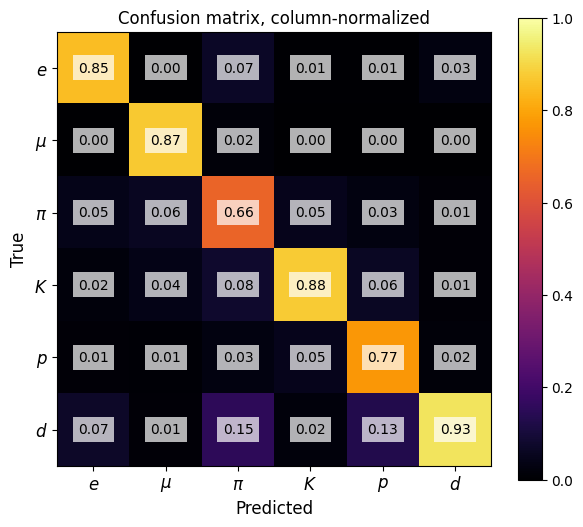 Confusion matrix, column-normalized
e 0.85 0.00 0.07 0.01 0.01 0.03
μ 0.00 0.87 0.02 0.00 0.00 0.00
π 0.05 0.06 0.66 0.05 0.03 0.01
K 0.02 0.04 0.08 0.88 0.06 0.01
p 0.01 0.01 0.03 0.05 0.77 0.02
d 0.07 0.01 0.15 0.02 0.13 0.93
e μ π K p d
Predicted
True
1.0
0.8
0.6
0.4
0.2
0.0